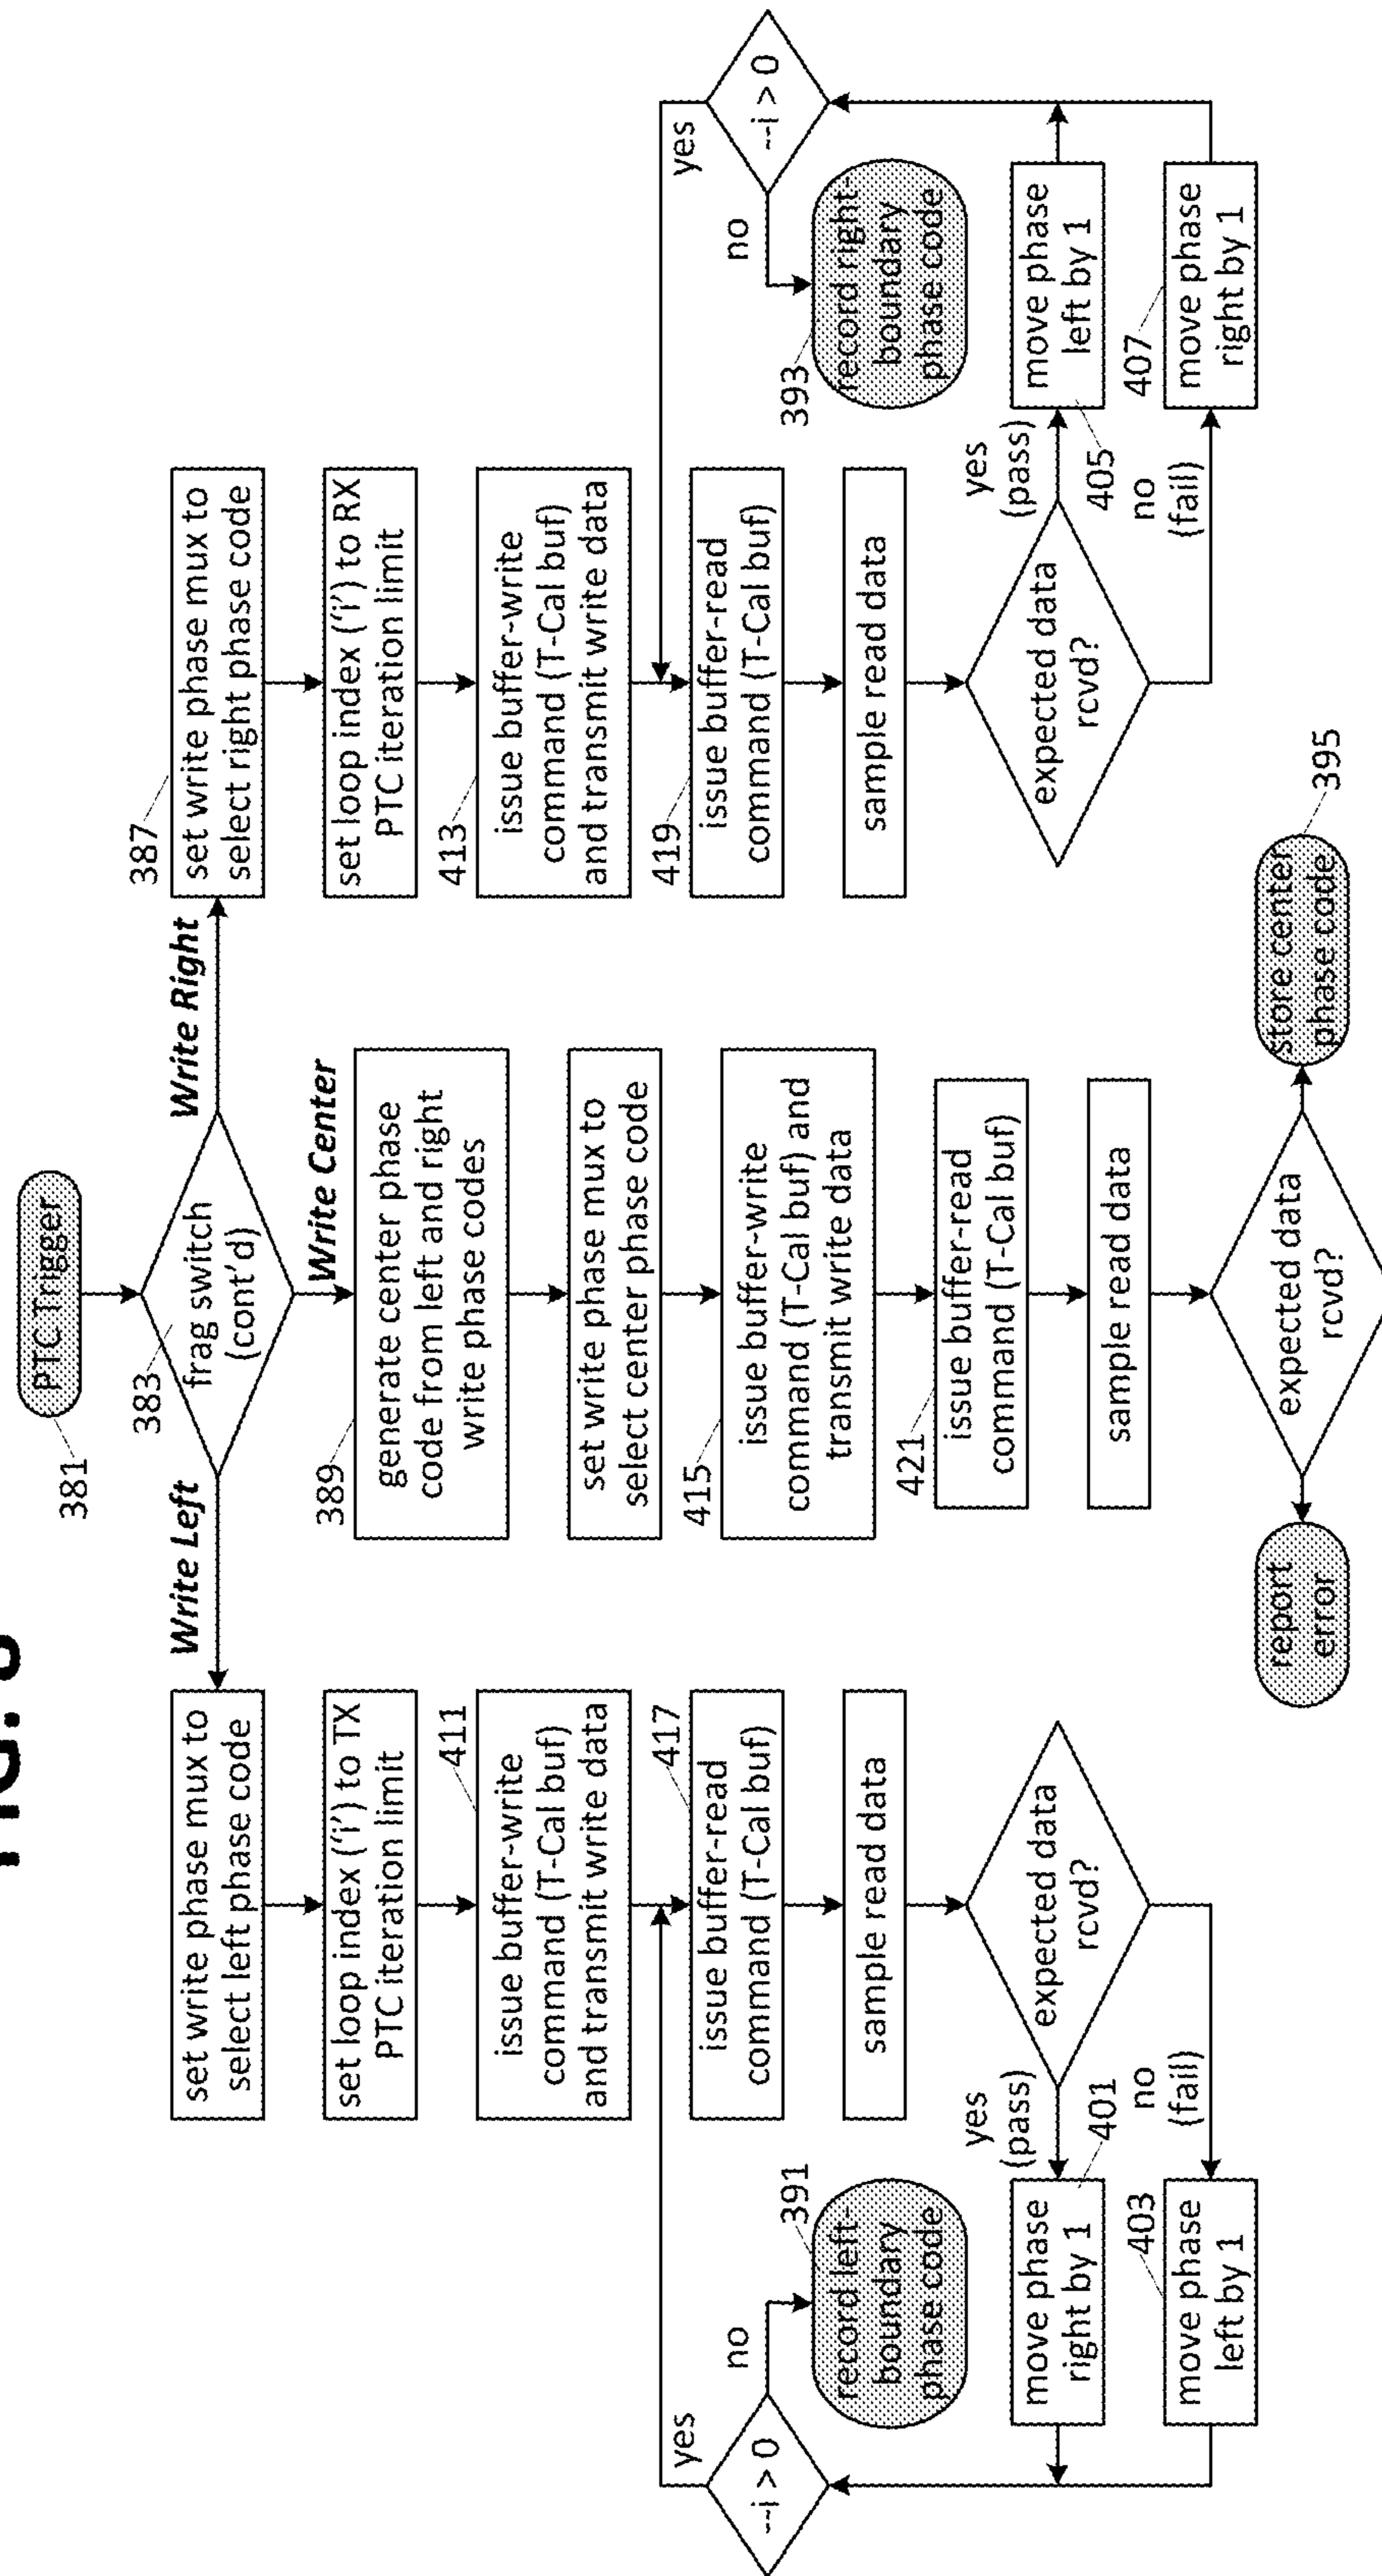 PTC Trigger
381
383
frag switch
(cont'd)
Write Left
Write Right
Write Center
set write phase mux to
select left phase code
set loop index ('i') to TX
PTC iteration limit
411
issue buffer-write
command (T-Cal buf)
and transmit write data
417
issue buffer-read
command (T-Cal buf)
sample read data
expected data
rcvd?
yes
(pass)
401
no
(fail)
move phase
right by 1
403
move phase
left by 1
--i > 0
yes
no
391
record left-
boundary
phase code
389
generate center phase
code from left and right
write phase codes
set write phase mux to
select center phase code
415
issue buffer-write
command (T-Cal buf) and
transmit write data
421
issue buffer-read
command (T-Cal buf)
sample read data
expected data
rcvd?
report
error
store center
phase code
395
387
set write phase mux to
select right phase code
set loop index ('i') to RX
PTC iteration limit
413
issue buffer-write
command (T-Cal buf)
and transmit write data
419
issue buffer-read
command (T-Cal buf)
sample read data
expected data
rcvd?
yes
(pass)
405
no
(fail)
move phase
left by 1
407
move phase
right by 1
--i > 0
yes
no
393
record right-
boundary
phase code